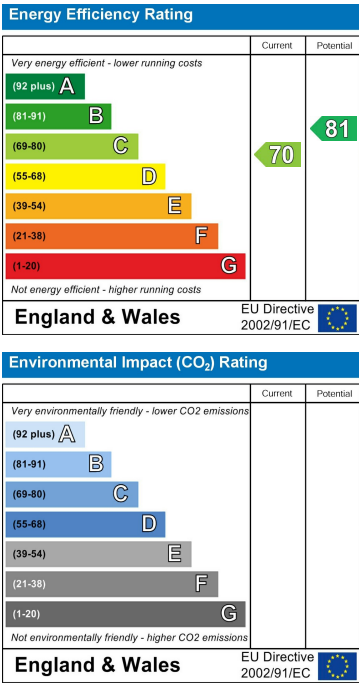 Energy Efficiency Rating
Current Potential
Very energy efficient - lower running costs
(92 plus) A
(81-91) B
(69-80) C
(55-68) D
(39-54) E
(21-38) F
(1-20) G
70
81
Not energy efficient - higher running costs
England & Wales
EU Directive
2002/91/EC
Environmental Impact (CO₂) Rating
Current Potential
Very environmentally friendly - lower CO2 emissions
(92 plus) A
(81-91) B
(69-80) C
(55-68) D
(39-54) E
(21-38) F
(1-20) G
Not environmentally friendly - higher CO2 emissions
England & Wales
EU Directive
2002/91/EC